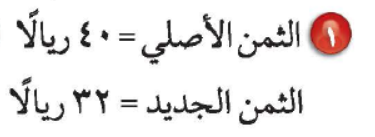 ١ الثمن الأصلي = ٤٠ ريالًا
الثمن الجديد = ٣٢ ريالًا